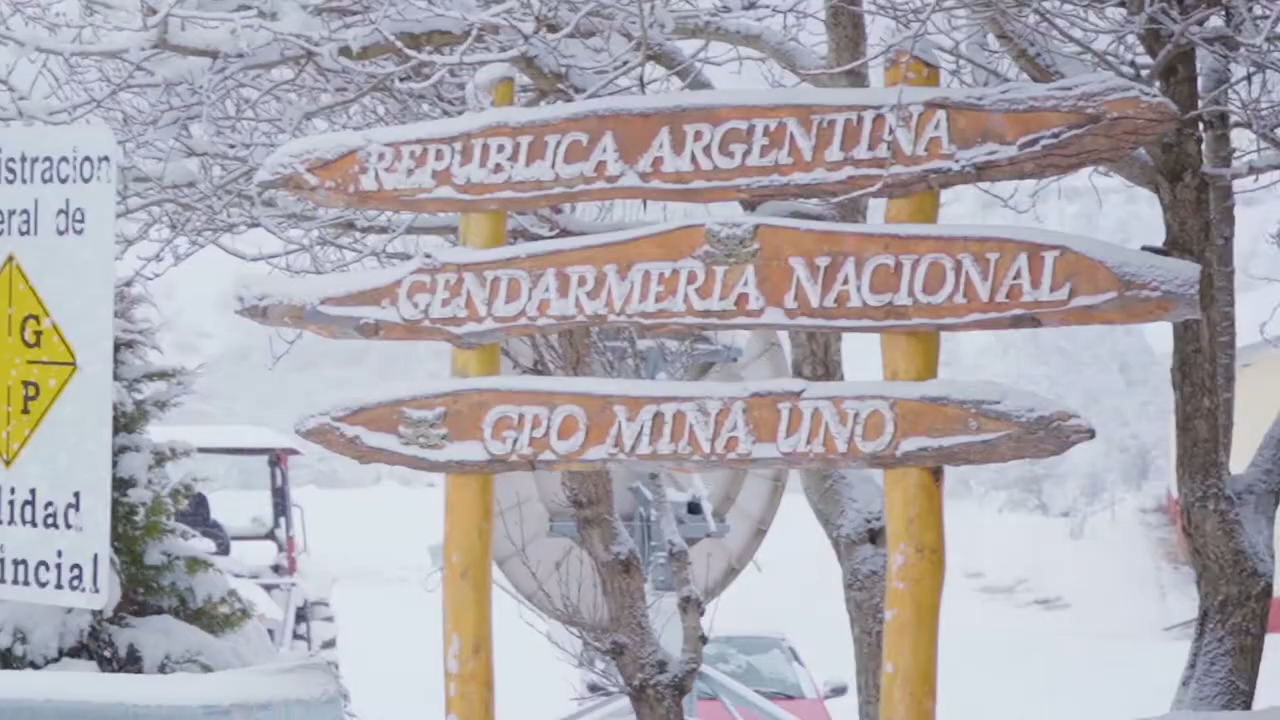 REPUBLICA ARGENTINA
GENDARMERIA NACIONAL
GPO MINA UNO
istracion
eral de
G
P
lidad
incial